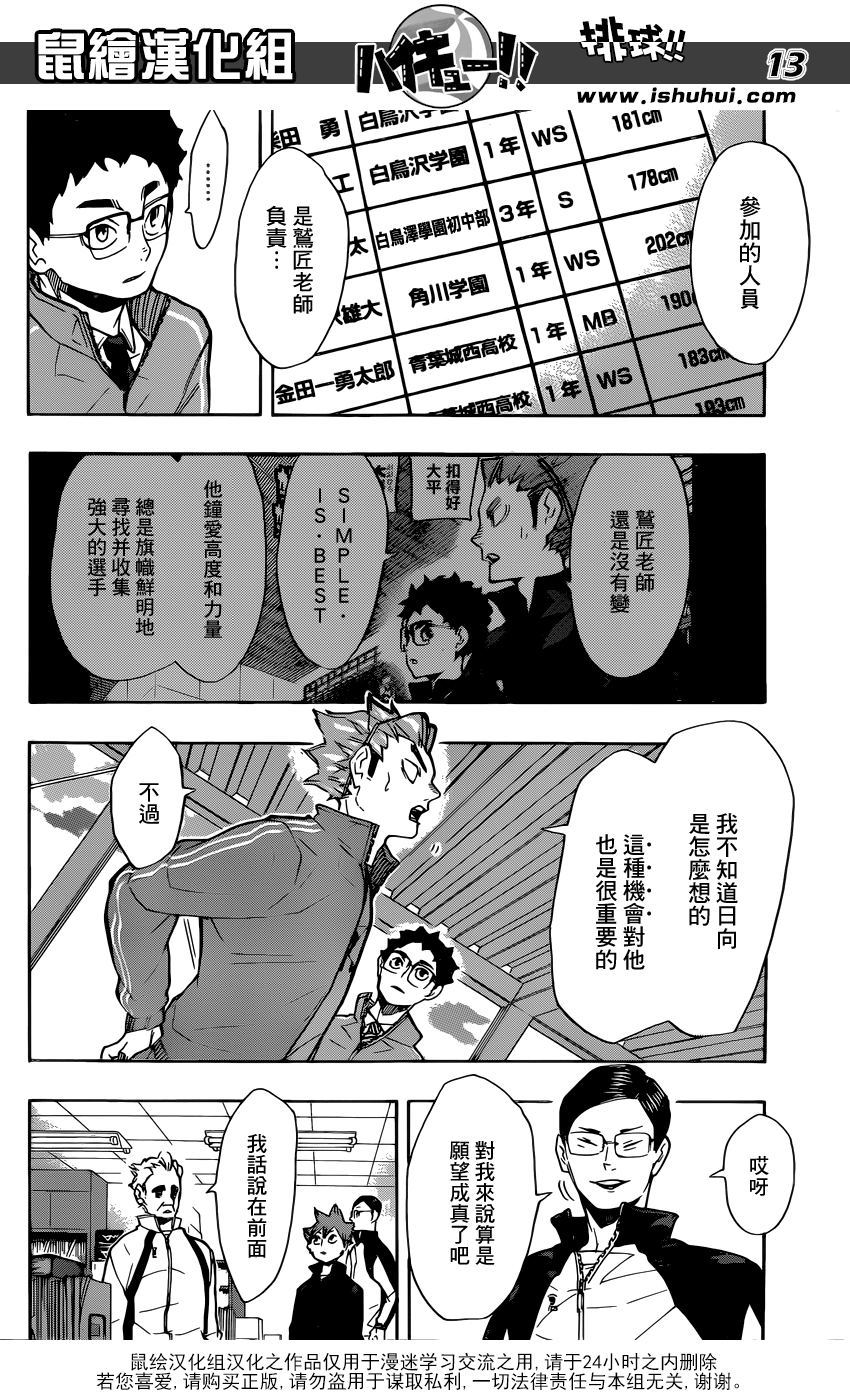 鼠繪漢化組
ハイキュー!!
排球!!
13
www.ishuhui.com
參加的人員
是鷲匠老師
負責…
……
柴田 勇 白鳥沢学園 181cm
工 白鳥沢学園 1年 WS
太 白鳥澤學園初中部 3年 S 178cm
雄大 角川学園 1年 WS 202cm
金田一勇太郎 青葉城西高校 1年 MB 190cm
葉城西高校 1年 WS 183cm
193cm
鷲匠老師
還是沒有變
扣得好
大平
SIMPLE・
IS・BEST
他鐘愛高度和力量
總是旗幟鮮明地
尋找并收集
強大的選手
我不知道日向
是怎麼想的
這種機會對他
也是很重要的
不過
哎呀
對我來說算是
願望成真了吧
我話說在前面
鼠绘汉化组汉化之作品仅用于漫迷学习交流之用, 请于24小时之内删除
若您喜爱, 请购买正版, 请勿盗用于谋取私利, 一切法律责任与本组无关, 谢谢.